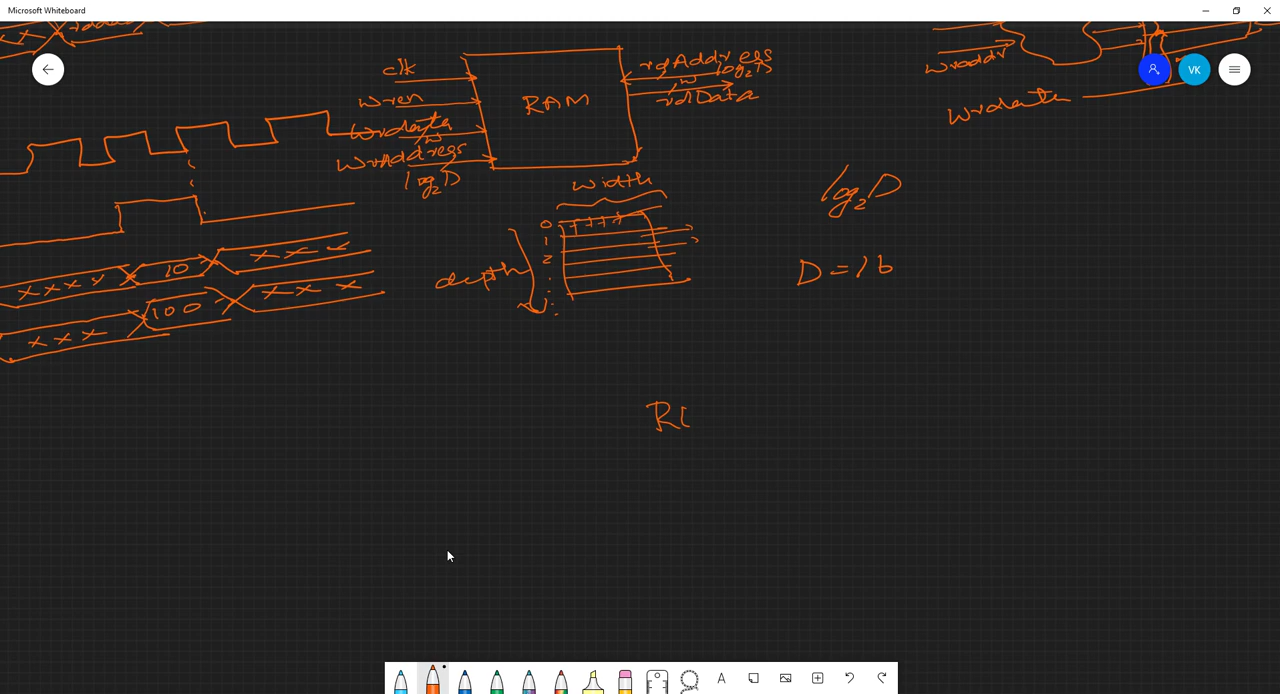 Microsoft Whiteboard
VK
clk
wren
wrdata
w
wrAddress
log2D
RAM
rdAddress
log2D
w
rdData
wraddr
wrdata
width
0
1
2
depth
log2D
D = 16
10
x x x
x x x x
100
x x x
x x x
R
A